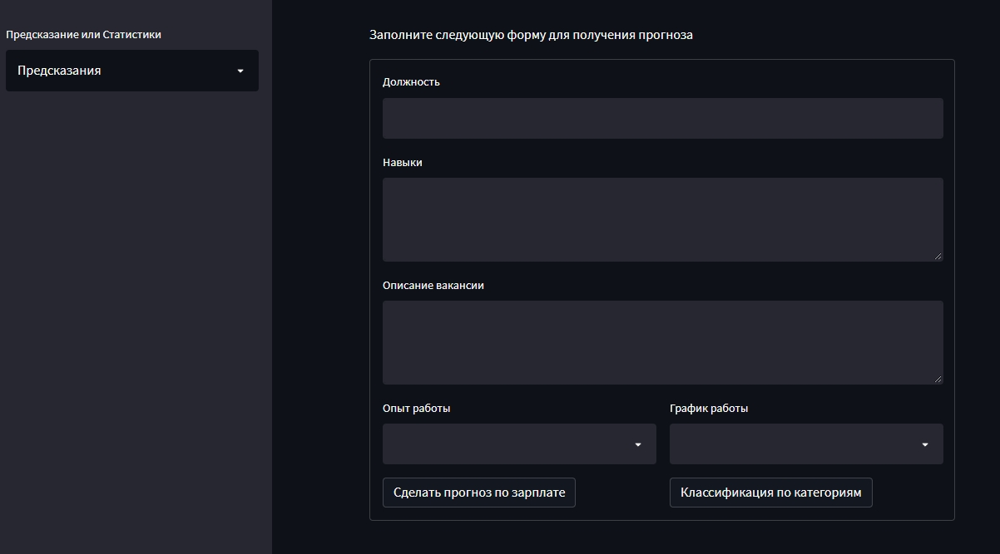 Предсказание или Статистики
Предсказания
Заполните следующую форму для получения прогноза
Должность
Навыки
Описание вакансии
Опыт работы
График работы
Сделать прогноз по зарплате
Классификация по категориям